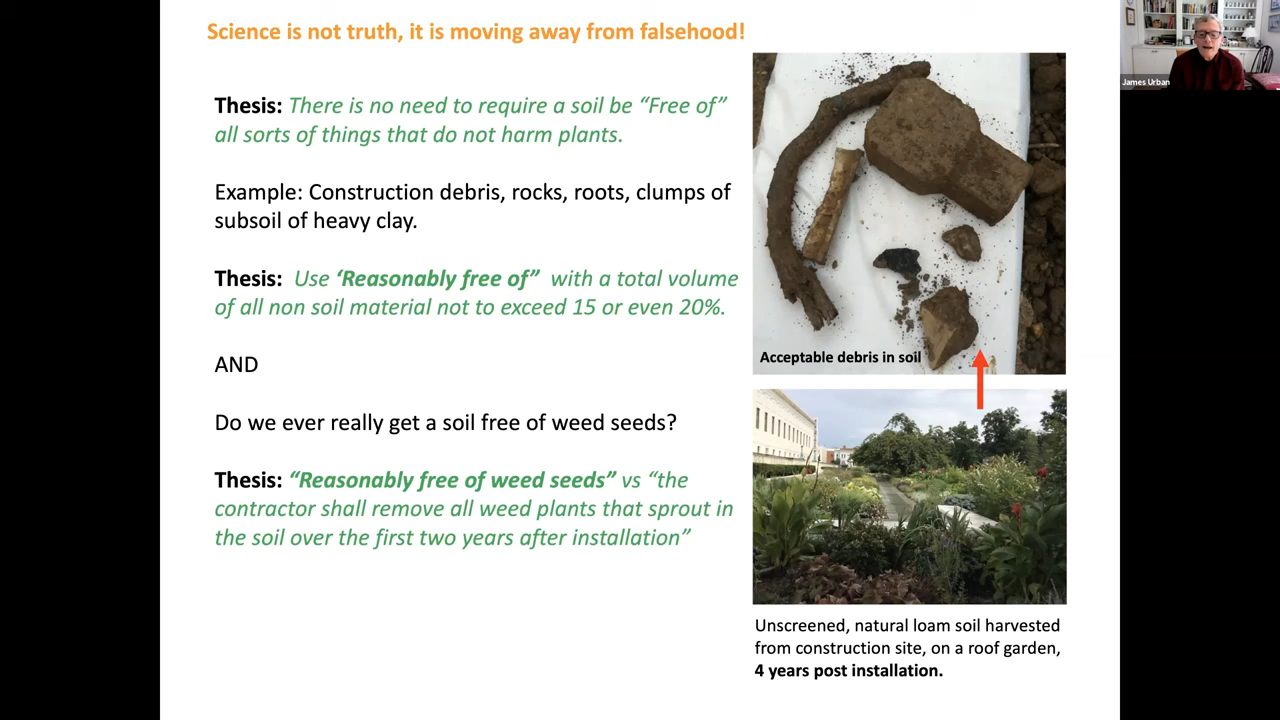 Science is not truth, it is moving away from falsehood!
Thesis: There is no need to require a soil be “Free of”
all sorts of things that do not harm plants.
Example: Construction debris, rocks, roots, clumps of
subsoil of heavy clay.
Thesis: Use ‘Reasonably free of” with a total volume
of all non soil material not to exceed 15 or even 20%.
AND
Do we ever really get a soil free of weed seeds?
Thesis: “Reasonably free of weed seeds” vs “the
contractor shall remove all weed plants that sprout in
the soil over the first two years after installation”
Acceptable debris in soil
Unscreened, natural loam soil harvested
from construction site, on a roof garden,
4 years post installation.
James Urban